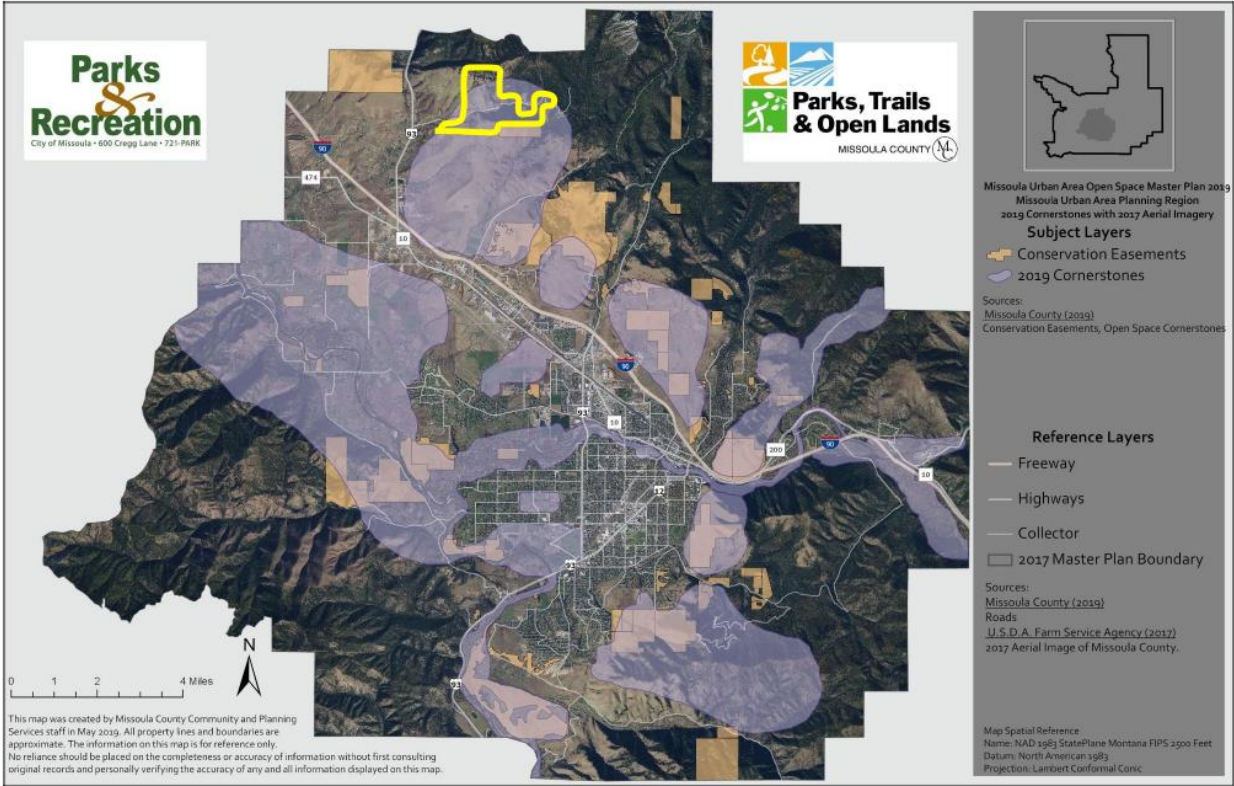 Parks
&
Recreation
City of Missoula • 600 Cregg Lane • 721-PARK
Parks, Trails
& Open Lands
MISSOULA COUNTY
MC
93
90
474
10
90
93
10
200
90
10
12
93
93
N
0 1 2 4 Miles
This map was created by Missoula County Community and Planning
Services staff in May 2019. All property lines and boundaries are
approximate. The information on this map is for reference only.
No reliance should be placed on the completeness or accuracy of information without first consulting
original records and personally verifying the accuracy of any and all information displayed on this map.
Missoula Urban Area Open Space Master Plan 2019
Missoula Urban Area Planning Region
2019 Cornerstones with 2017 Aerial Imagery
Subject Layers
Conservation Easements
2019 Cornerstones
Sources:
Missoula County (2019)
Conservation Easements, Open Space Cornerstones
Reference Layers
Freeway
Highways
Collector
2017 Master Plan Boundary
Sources:
Missoula County (2019)
Roads
U.S.D.A. Farm Service Agency (2017)
2017 Aerial Image of Missoula County.
Map Spatial Reference
Name: NAD 1983 StatePlane Montana FIPS 2500 Feet
Datum: North American 1983
Projection: Lambert Conformal Conic